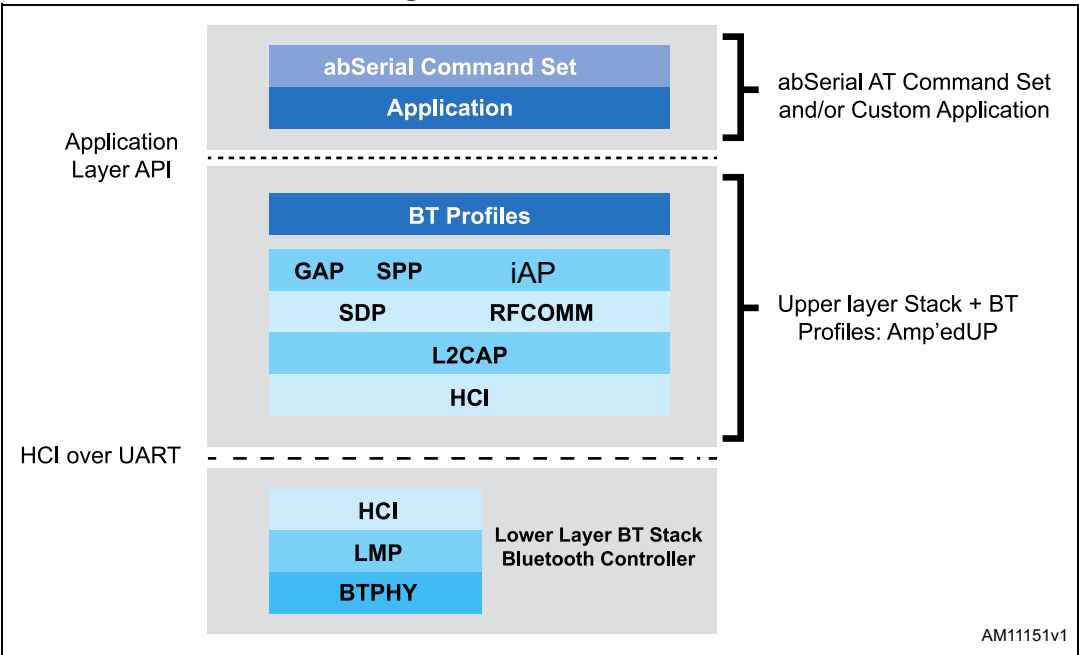 abSerial Command Set
Application
abSerial AT Command Set
and/or Custom Application
Application
Layer API
BT Profiles
GAP SPP iAP
SDP RFCOMM
L2CAP
HCI
Upper layer Stack + BT
Profiles: Amp'edUP
HCI over UART
HCI
LMP
BTPHY
Lower Layer BT Stack
Bluetooth Controller
AM11151v1